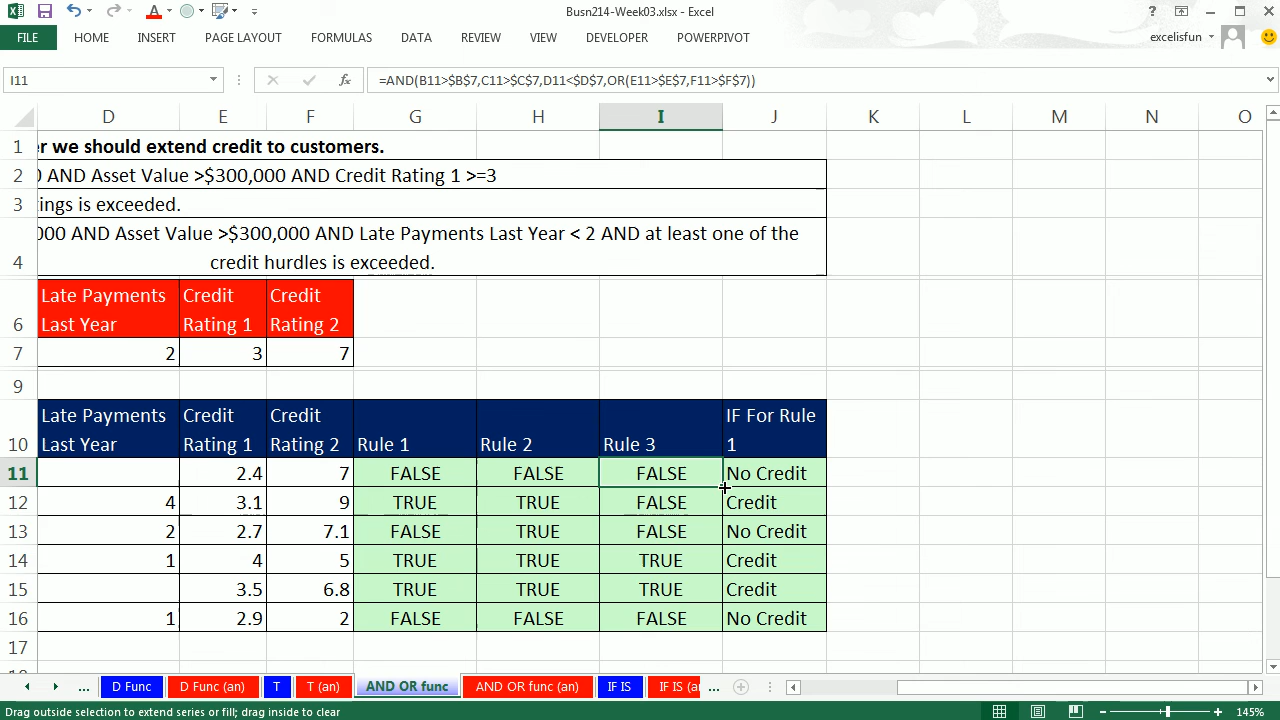 Busn214-Week03.xlsx - Excel
FILE HOME INSERT PAGE LAYOUT FORMULAS DATA REVIEW VIEW DEVELOPER POWERPIVOT excelisfun
I11 fx =AND(B11>$B$7,C11>$C$7,D11<$D$7,OR(E11>$E$7,F11>$F$7))
D E F G H I J K L M N O
1 er we should extend credit to customers.
2 0 AND Asset Value >$300,000 AND Credit Rating 1 >=3
3 ings is exceeded.
000 AND Asset Value >$300,000 AND Late Payments Last Year < 2 AND at least one of the
4 credit hurdles is exceeded.
Late Payments Credit Credit
6 Last Year Rating 1 Rating 2
7 2 3 7
9
Late Payments Credit Credit IF For Rule
10 Last Year Rating 1 Rating 2 Rule 1 Rule 2 Rule 3 1
11 2.4 7 FALSE FALSE FALSE No Credit
12 4 3.1 9 TRUE TRUE FALSE Credit
13 2 2.7 7.1 FALSE TRUE FALSE No Credit
14 1 4 5 TRUE TRUE TRUE Credit
15 3.5 6.8 TRUE TRUE TRUE Credit
16 1 2.9 2 FALSE FALSE FALSE No Credit
17
... D Func D Func (an) T T (an) AND OR func AND OR func (an) IF IS IF IS (a ...
Drag outside selection to extend series or fill; drag inside to clear 145%